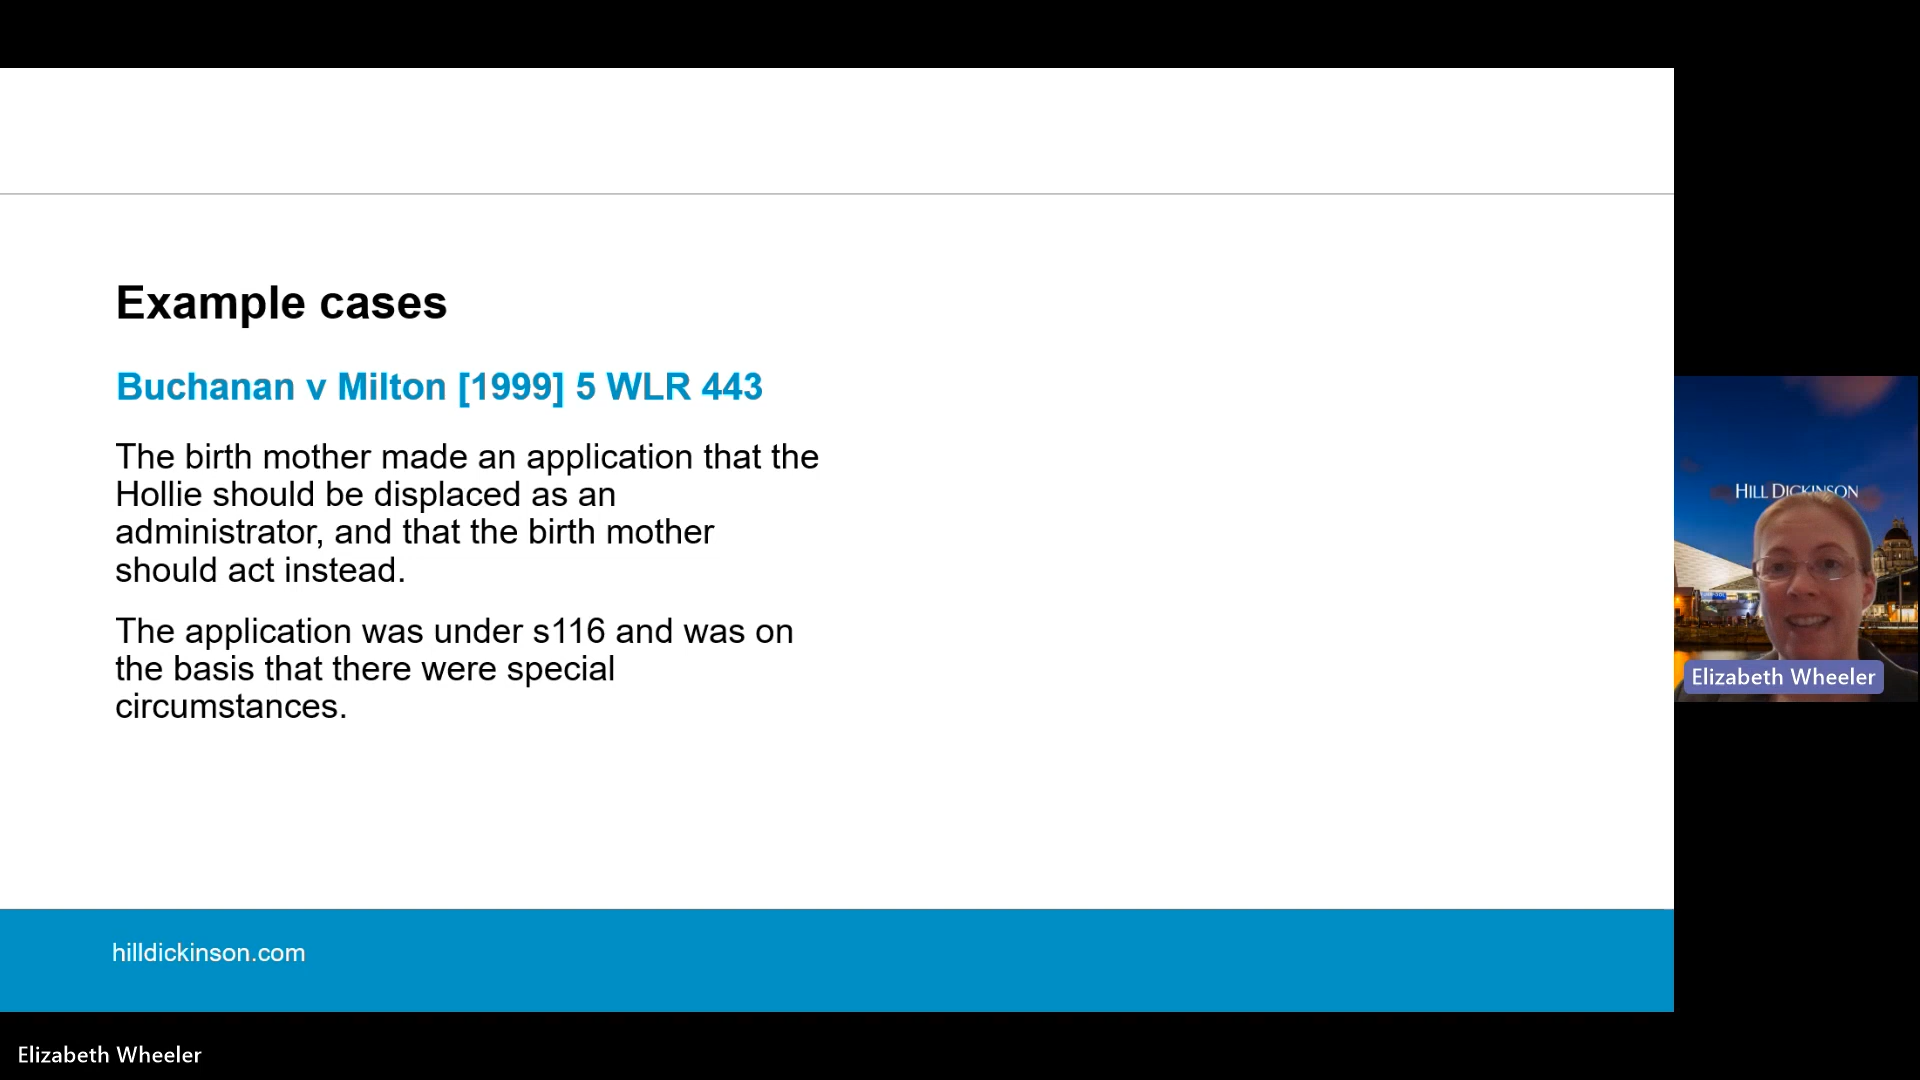 Example cases
Buchanan v Milton [1999] 5 WLR 443
The birth mother made an application that the
Hollie should be displaced as an
administrator, and that the birth mother
should act instead.
The application was under s116 and was on
the basis that there were special
circumstances.
hilldickinson.com
HILL DICKINSON
Elizabeth Wheeler
Elizabeth Wheeler